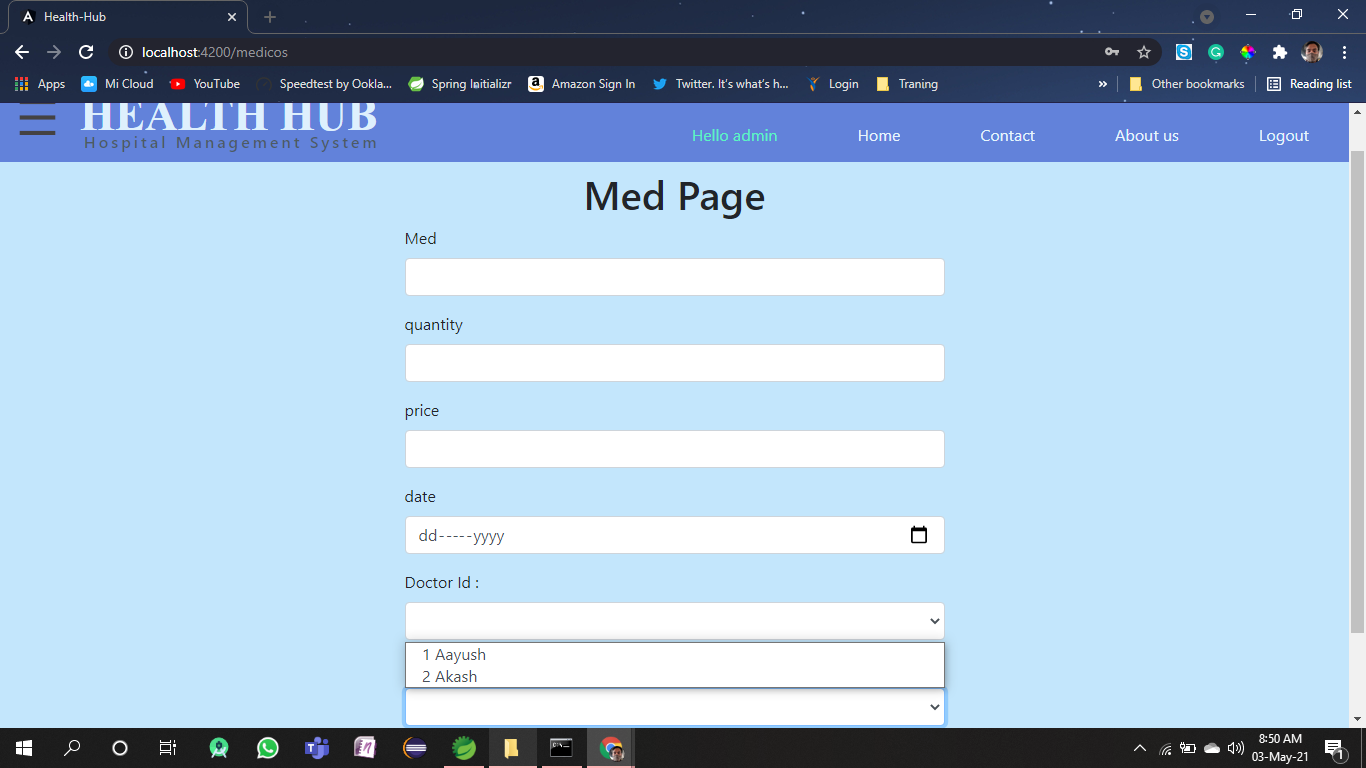 Health-Hub
localhost:4200/medicos
Apps Mi Cloud YouTube Speedtest by Ookla... Spring Initializr Amazon Sign In Twitter. It's what's h... Login Traning » Other bookmarks Reading list
HEALTH HUB
Hospital Management System
Hello admin Home Contact About us Logout
Med Page
Med
quantity
price
date
dd-----yyyy
Doctor Id :
1 Aayush
2 Akash
8:50 AM
03-May-21
1